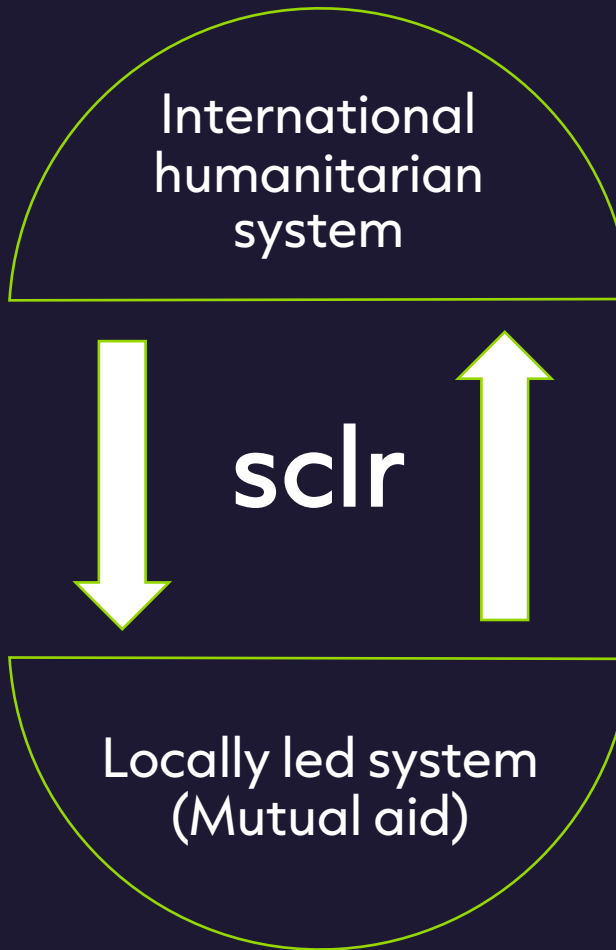 International
humanitarian
system
sclr
Locally led system
(Mutual aid)